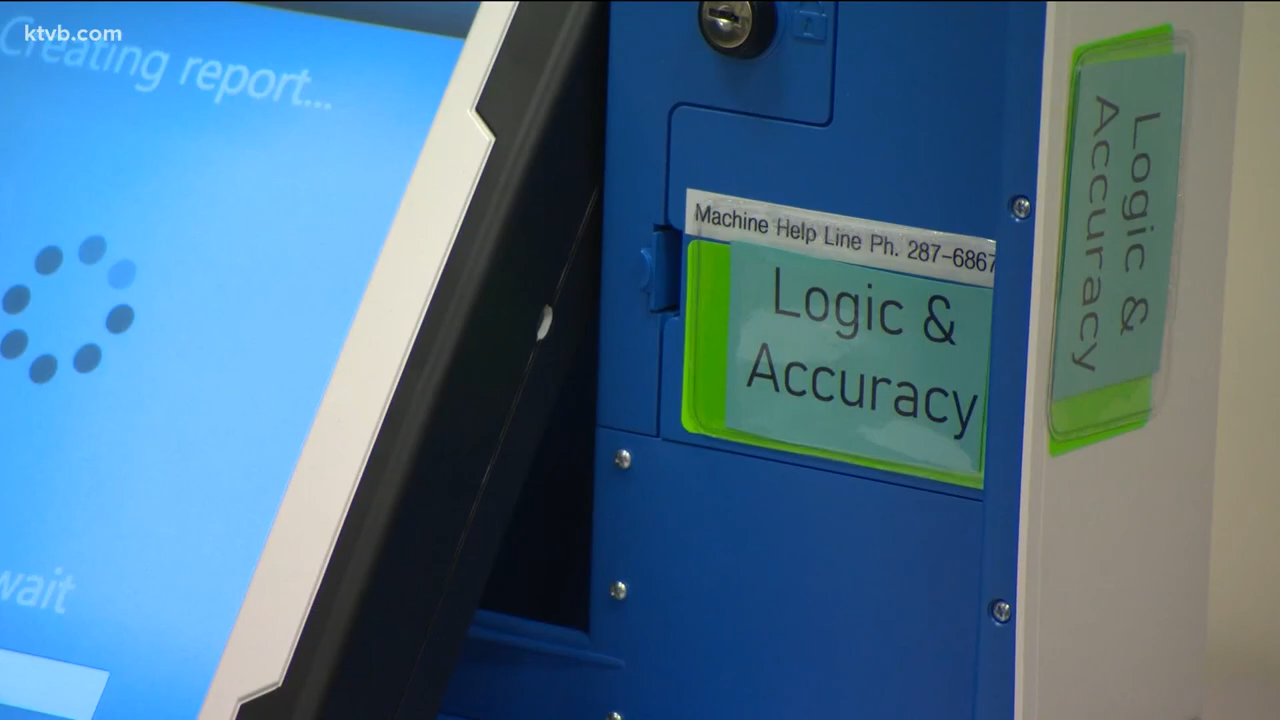 ktvb.com
Creating report...
wait
Machine Help Line Ph. 287-6867
Logic &
Accuracy
Logic &
Accuracy